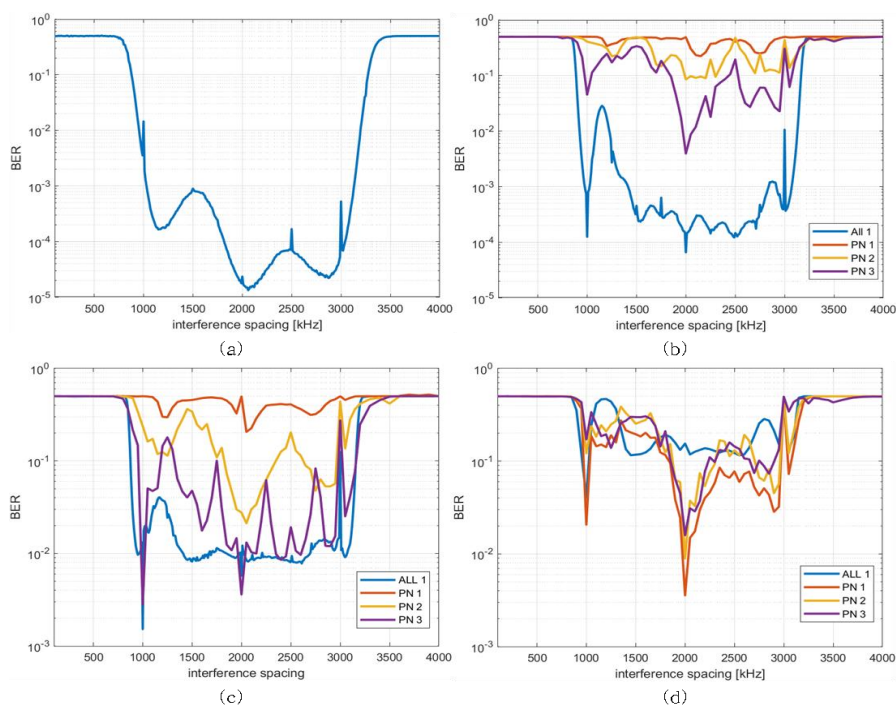 10^0
10^-1
10^-2
10^-3
10^-4
10^-5
BER
500 1000 1500 2000 2500 3000 3500 4000
interference spacing [kHz]
(a)
10^0
10^-1
10^-2
10^-3
10^-4
10^-5
BER
All 1
PN 1
PN 2
PN 3
500 1000 1500 2000 2500 3000 3500 4000
interference spacing [kHz]
(b)
10^0
10^-1
10^-2
10^-3
BER
ALL 1
PN 1
PN 2
PN 3
500 1000 1500 2000 2500 3000 3500 4000
interference spacing
(c)
10^0
10^-1
10^-2
10^-3
BER
ALL 1
PN 1
PN 2
PN 3
500 1000 1500 2000 2500 3000 3500 4000
interference spacing [kHz]
(d)